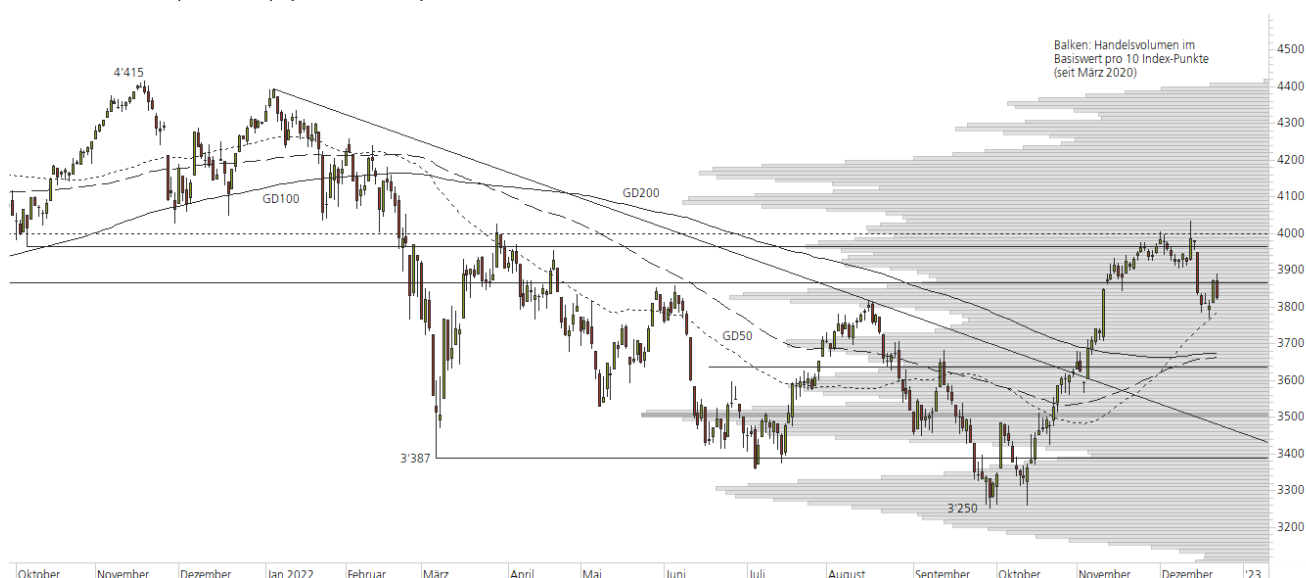 Balken: Handelsvolumen im
Basiswert pro 10 Index-Punkte
(seit März 2020)
4'415
GD100
GD200
GD50
3'387
3'250
4500
4400
4300
4200
4100
4000
3900
3800
3700
3600
3500
3400
3300
3200
Oktober November Dezember Jan 2022 Februar März April Mai Juni Juli August September Oktober November Dezember '23